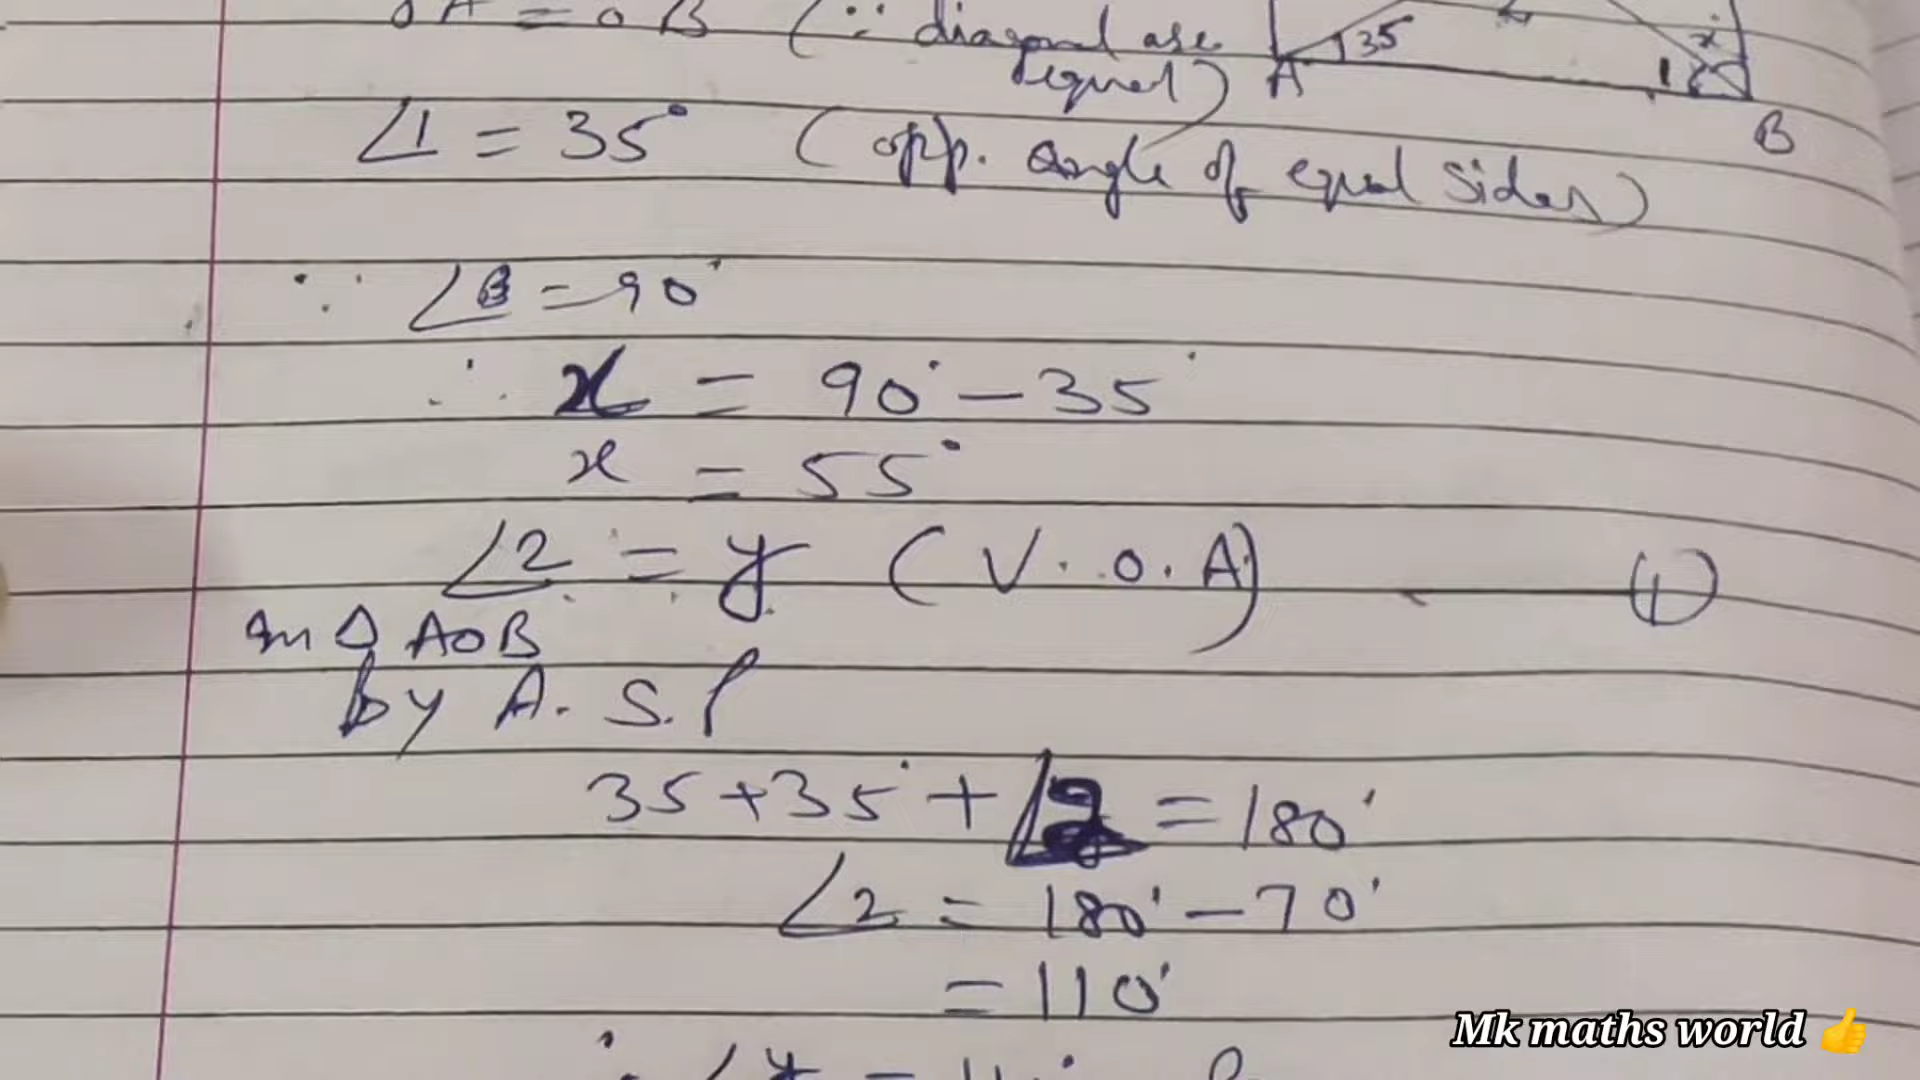 OA = OB (∵ diagonal are
equal)
35°
x
1
A
B
∠1 = 35° (opp. angle of equal sides)
∵ ∠B = 90°
∴ x = 90° - 35°
x = 55°
∠2 = y (V.O.A) ①
In △ AOB
by A.S.P
35 + 35° + ∠2 = 180°
∠2 = 180° - 70°
= 110°
Mk maths world 👍